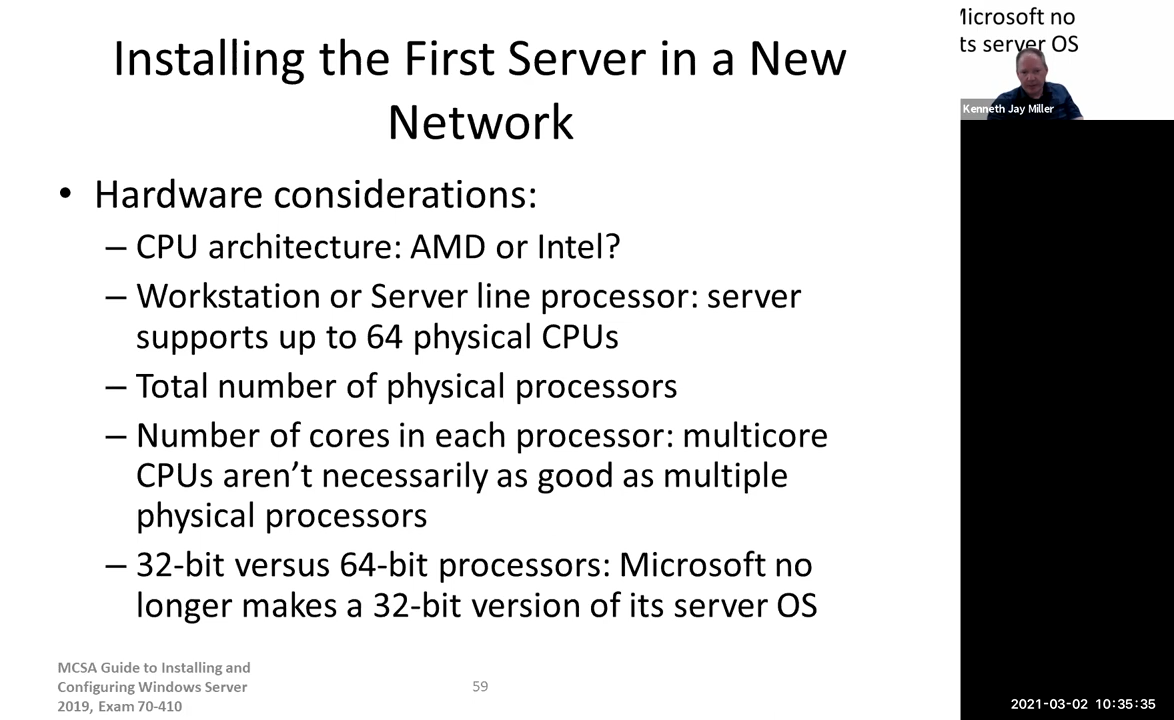 Installing the First Server in a New
Network
• Hardware considerations:
– CPU architecture: AMD or Intel?
– Workstation or Server line processor: server
supports up to 64 physical CPUs
– Total number of physical processors
– Number of cores in each processor: multicore
CPUs aren’t necessarily as good as multiple
physical processors
– 32-bit versus 64-bit processors: Microsoft no
longer makes a 32-bit version of its server OS
MCSA Guide to Installing and
Configuring Windows Server
2019, Exam 70-410
59
Microsoft no
ts server OS
Kenneth Jay Miller
2021-03-02 10:35:35